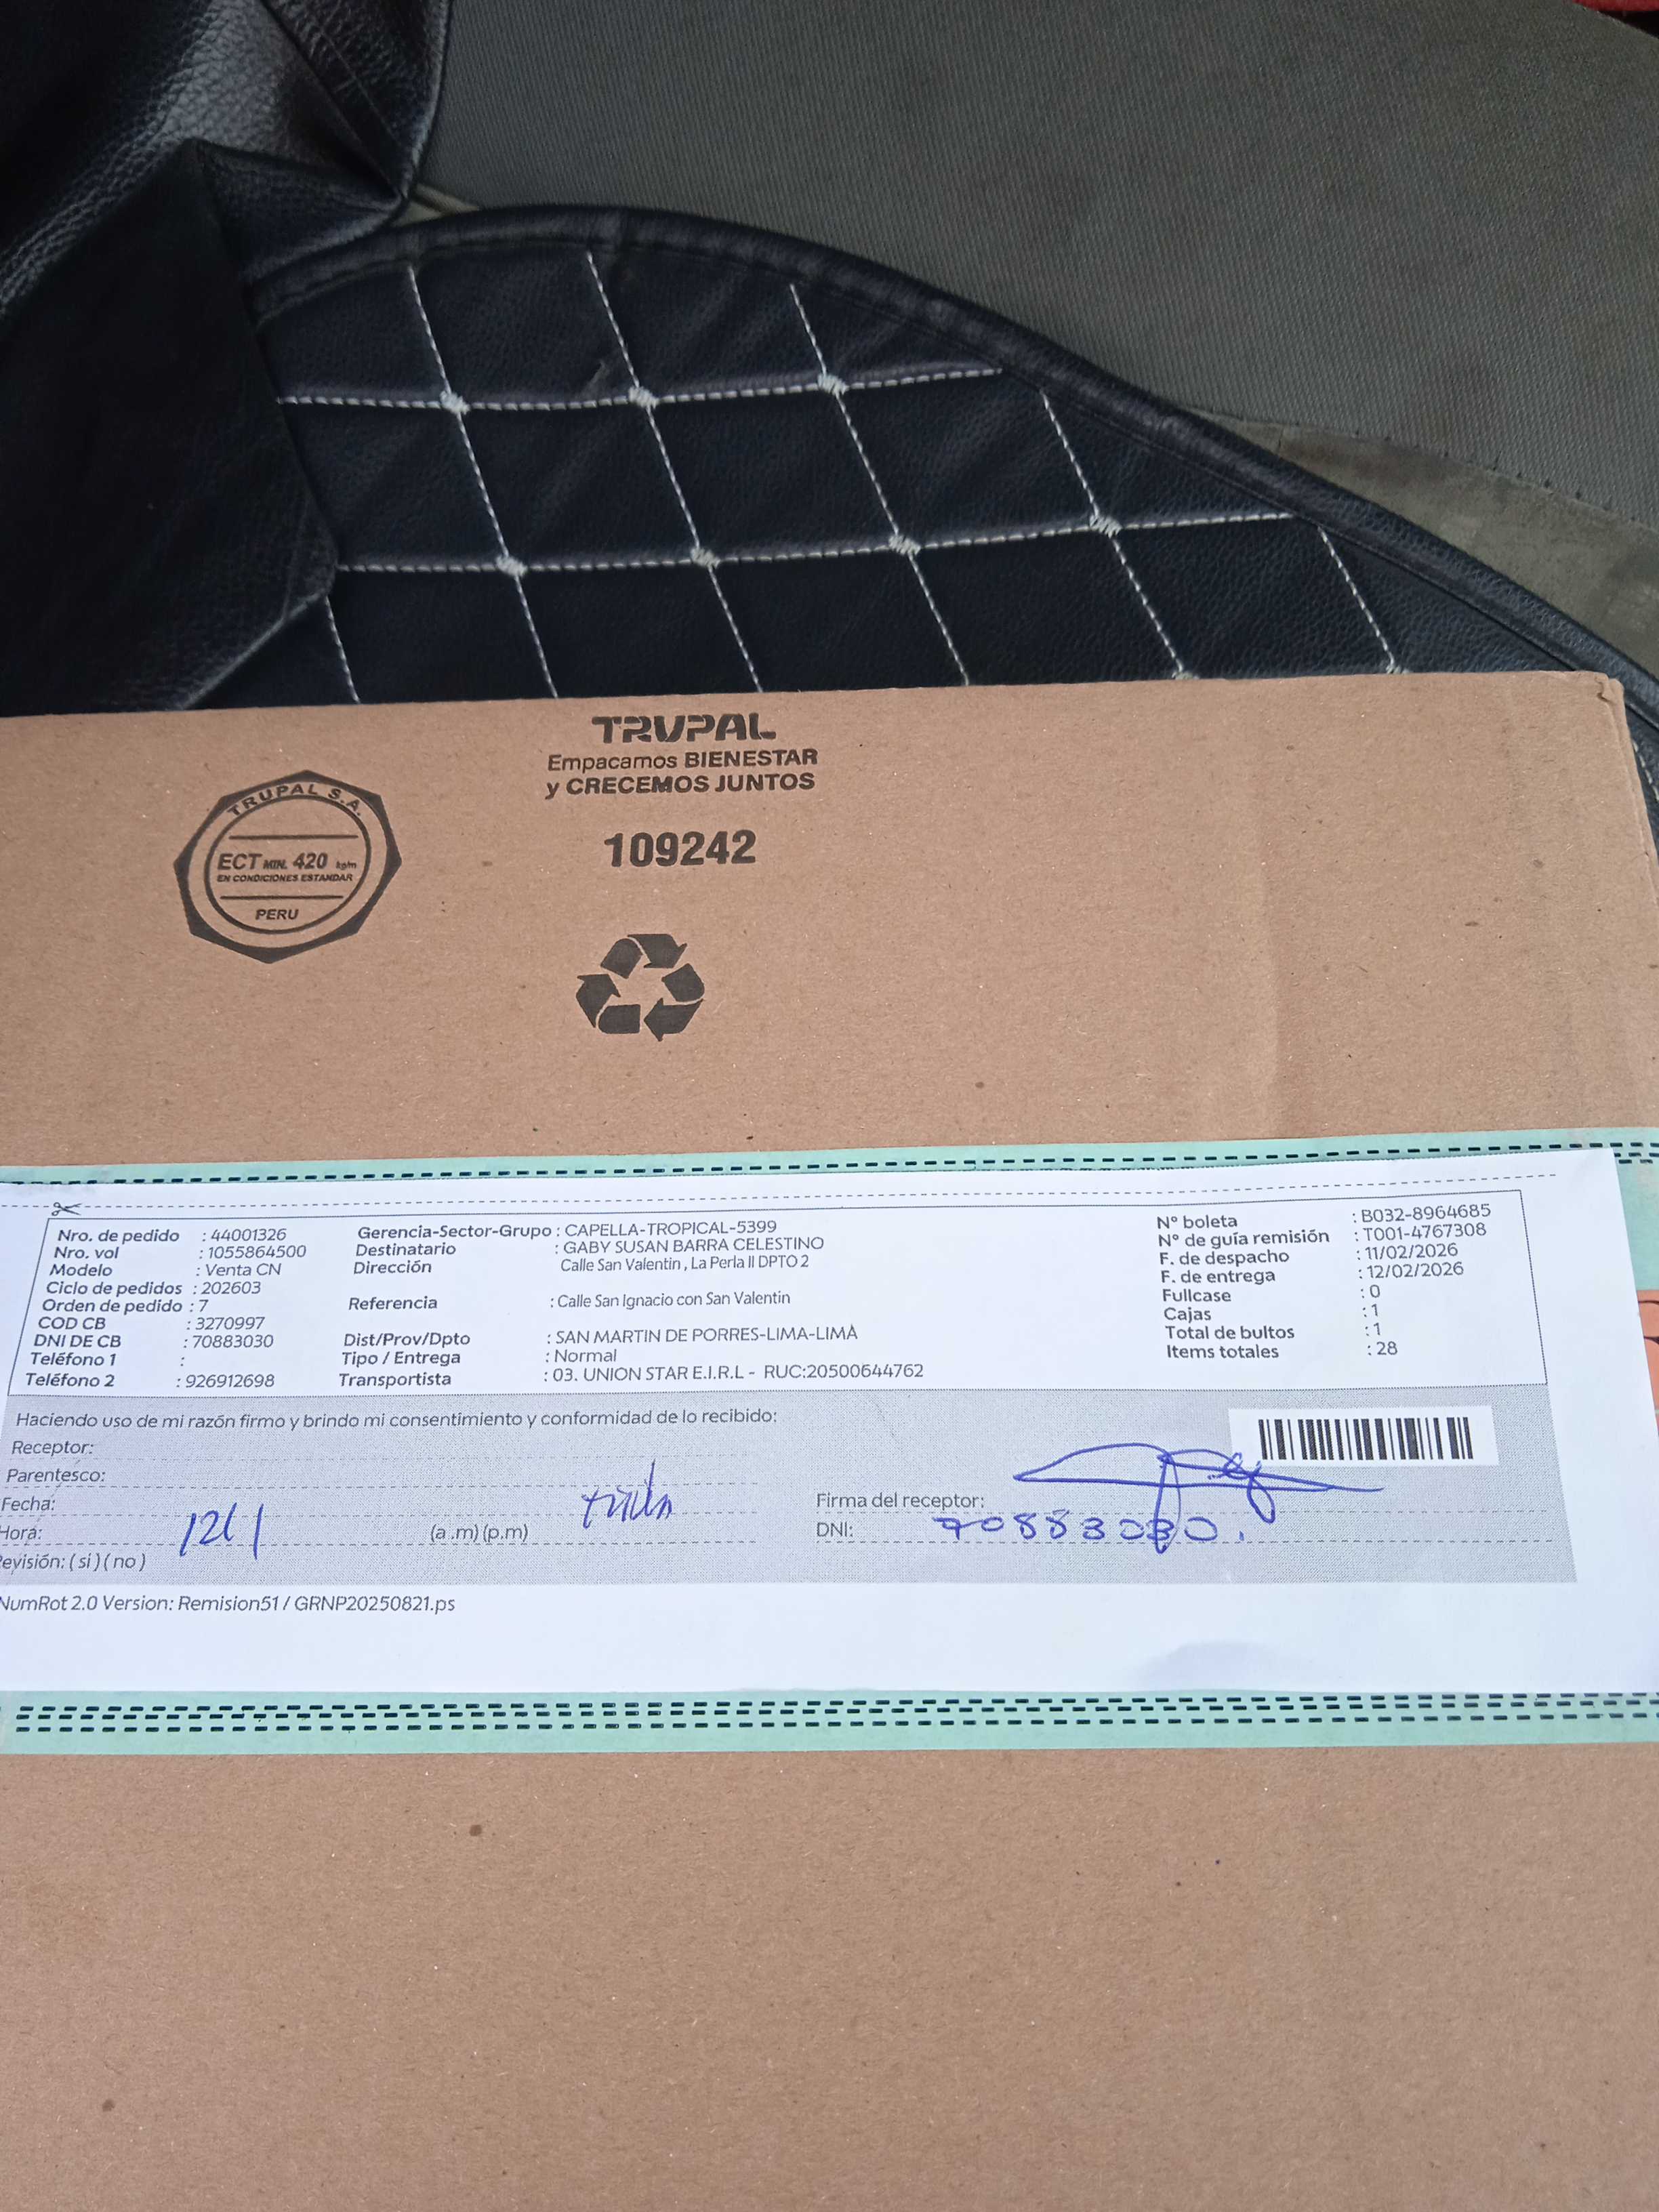 TRUPAL
Empacamos BIENESTAR
y CRECEMOS JUNTOS
109242
TRUPAL S.A.
ECT MIN. 420 kp/m
EN CONDICIONES ESTANDAR
PERU
Nro. de pedido : 44001326
Nro. vol : 1055864500
Modelo : Venta CN
Ciclo de pedidos : 202603
Orden de pedido : 7
COD CB : 3270997
DNI DE CB : 70883030
Teléfono 1 :
Teléfono 2 : 926912698
Gerencia-Sector-Grupo : CAPELLA-TROPICAL-5399
Destinatario : GABY SUSAN BARRA CELESTINO
Dirección Calle San Valentin , La Perla II DPTO 2
Referencia : Calle San Ignacio con San Valentin
Dist/Prov/Dpto : SAN MARTIN DE PORRES-LIMA-LIMA
Tipo / Entrega : Normal
Transportista : 03. UNION STAR E.I.R.L - RUC:20500644762
N° boleta : B032-8964685
N° de guía remisión : T001-4767308
F. de despacho : 11/02/2026
F. de entrega : 12/02/2026
Fullcase : 0
Cajas : 1
Total de bultos : 1
Items totales : 28
Haciendo uso de mi razón firmo y brindo mi consentimiento y conformidad de lo recibido:
Receptor:
Parentesco:
Fecha:
Hora: (a .m) (p.m)
evisión: ( si ) ( no )
Firma del receptor:
DNI: 70883030.
NumRot 2.0 Version: Remision51 / GRNP20250821.ps